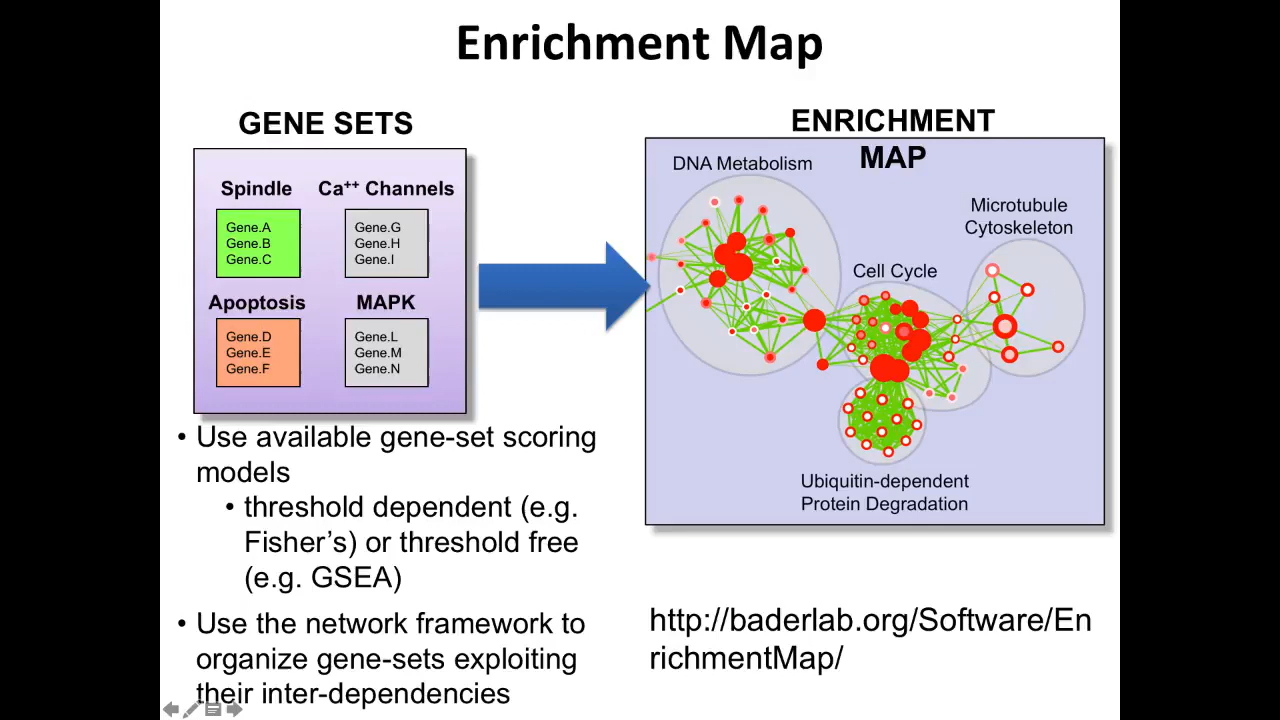 Enrichment Map
GENE SETS
Spindle
Gene.A
Gene.B
Gene.C
Ca++ Channels
Gene.G
Gene.H
Gene.I
Apoptosis
Gene.D
Gene.E
Gene.F
MAPK
Gene.L
Gene.M
Gene.N
• Use available gene-set scoring
models
• threshold dependent (e.g.
Fisher’s) or threshold free
(e.g. GSEA)
• Use the network framework to
organize gene-sets exploiting
their inter-dependencies
ENRICHMENT
MAP
DNA Metabolism
Microtubule
Cytoskeleton
Cell Cycle
Ubiquitin-dependent
Protein Degradation
http://baderlab.org/Software/En
richmentMap/